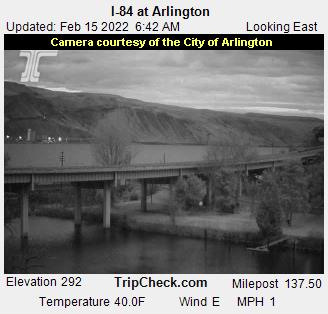 I-84 at Arlington
Updated: Feb 15 2022 6:42 AM Looking East
Camera courtesy of the City of Arlington
Elevation 292 TripCheck.com Milepost 137.50
Temperature 40.0F Wind E MPH 1